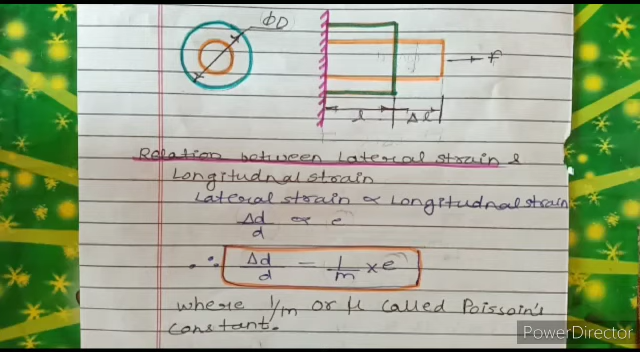 ϕD
F
l
Δl
Relation between Lateral strain &
Longitudnal strain
Lateral strain ∝ Longitudnal strain
Δd/d ∝ e
∴ Δd/d = 1/m × e
where 1/m or μ called Poisson's
constant.
PowerDirector